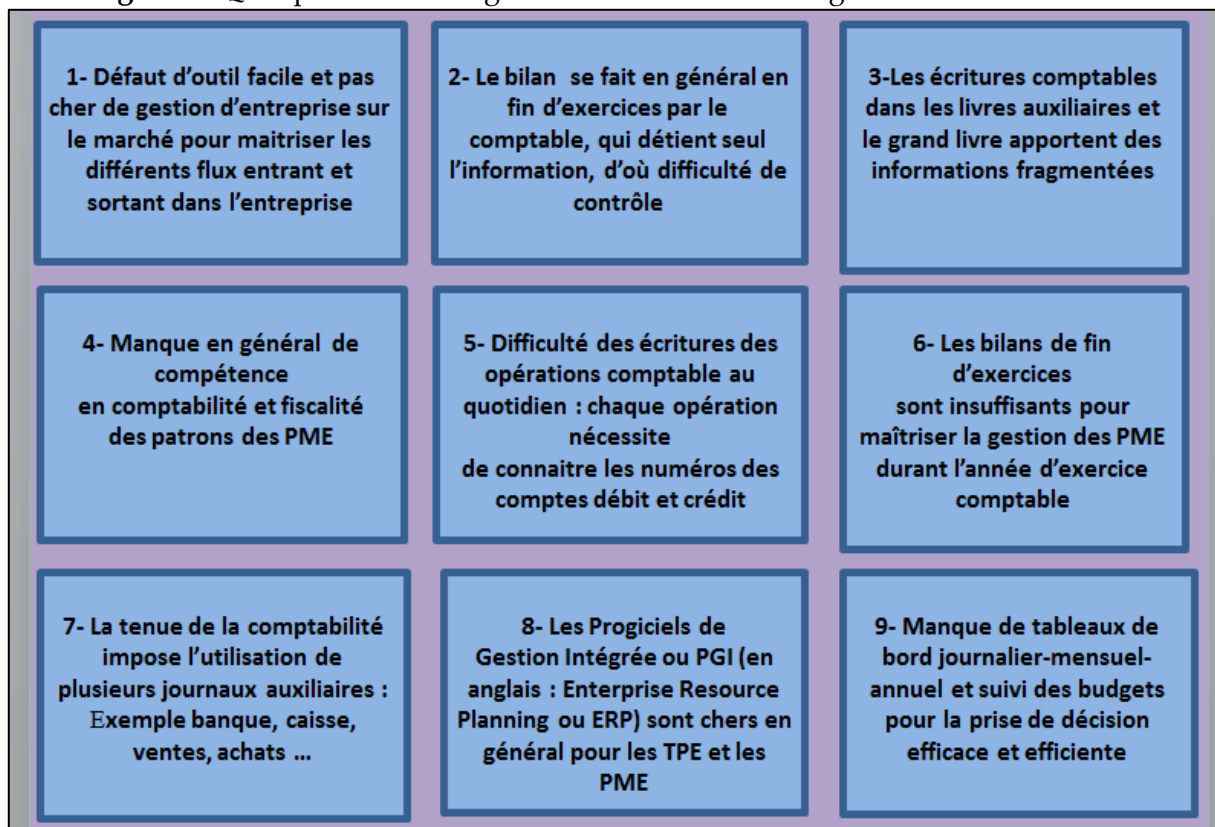 1- Défaut d'outil facile et pas
cher de gestion d'entreprise sur
le marché pour maitriser les
différents flux entrant et
sortant dans l'entreprise
2- Le bilan se fait en général en
fin d'exercices par le
comptable, qui détient seul
l'information, d'où difficulté de
contrôle
3-Les écritures comptables
dans les livres auxiliaires et
le grand livre apportent des
informations fragmentées
4- Manque en général de
compétence
en comptabilité et fiscalité
des patrons des PME
5- Difficulté des écritures des
opérations comptable au
quotidien : chaque opération
nécessite
de connaitre les numéros des
comptes débit et crédit
6- Les bilans de fin
d'exercices
sont insuffisants pour
maîtriser la gestion des PME
durant l'année d'exercice
comptable
7- La tenue de la comptabilité
impose l'utilisation de
plusieurs journaux auxiliaires :
Exemple banque, caisse,
ventes, achats ...
8- Les Progiciels de
Gestion Intégrée ou PGI (en
anglais : Enterprise Resource
Planning ou ERP) sont chers en
général pour les TPE et les
PME
9- Manque de tableaux de
bord journalier-mensuel-
annuel et suivi des budgets
pour la prise de décision
efficace et efficiente